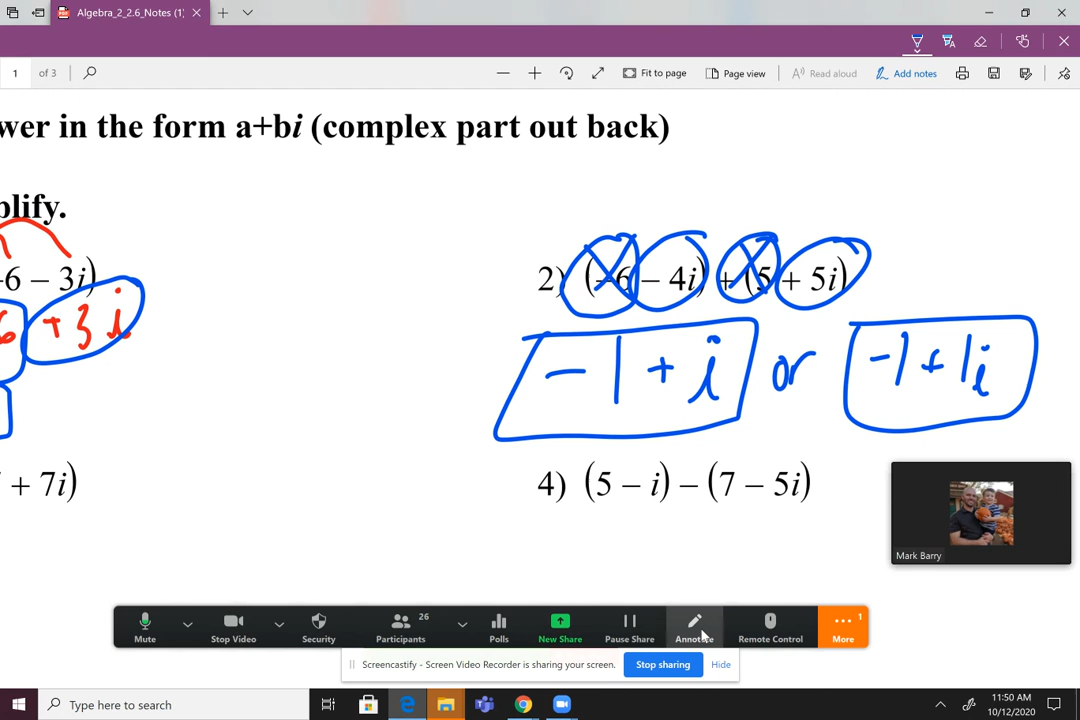 Algebra_2_2.6_Notes (1)
1 of 3
Fit to page
Page view
Read aloud
Add notes
wer in the form a+bi (complex part out back)
plify.
6 − 3i)
2) (−6 − 4i) + (5 + 5i)
6 +3i
−1 + i or −1 + 1i
+ 7i)
4) (5 − i) − (7 − 5i)
Mark Barry
26
1
Mute
Stop Video
Security
Participants
Polls
New Share
Pause Share
Annotate
Remote Control
More
Screencastify - Screen Video Recorder is sharing your screen.
Stop sharing
Hide
Type here to search
11:50 AM
10/12/2020